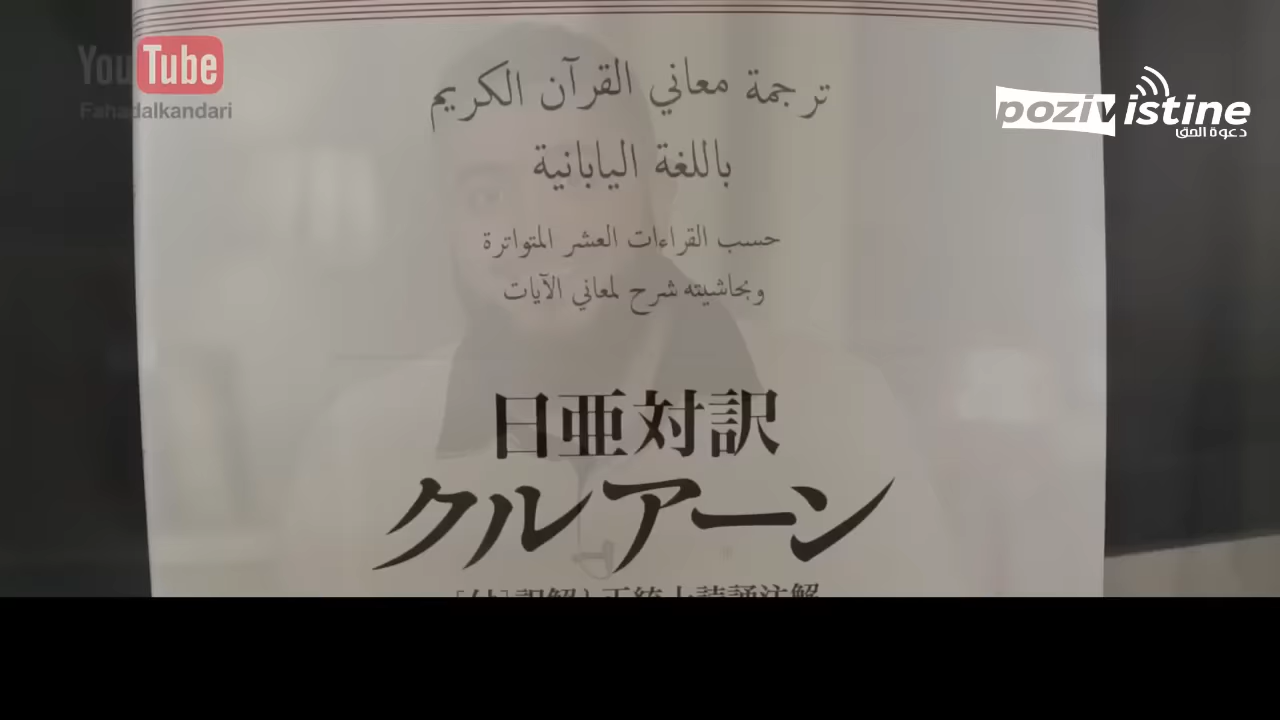 YouTube
Fahadalkandari
pozivistine
دعوة الحق
ترجمة معاني القرآن الكريم
باللغة اليابانية
حسب القراءات العشر المتواترة
وبحاشيته شرح لمعاني الآيات
日亜対訳
クルアーン